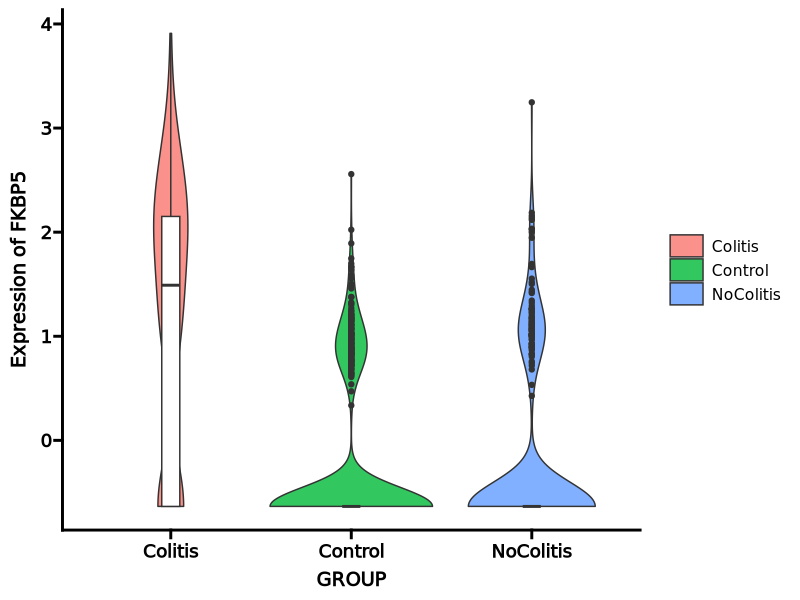 4
3
2
1
0
Expression of FKBP5
Colitis
Control
NoColitis
GROUP
Colitis
Control
NoColitis